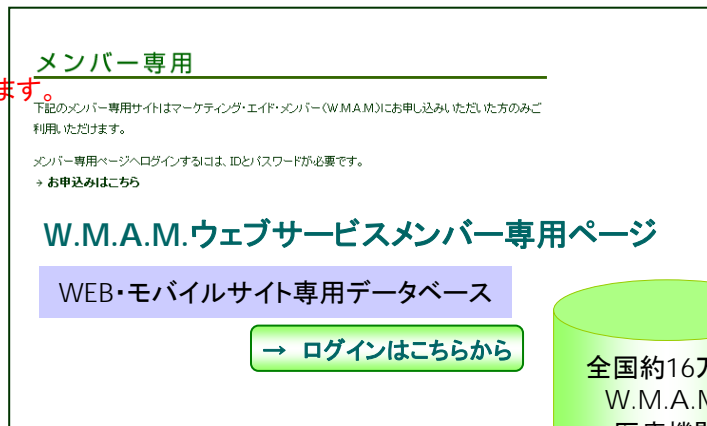 メンバー専用
ます。
下記のメンバー専用サイトはマーケティング・エイド・メンバー(W.M.A.M.)にお申し込みいただいた方のみご
利用いただけます。
メンバー専用ページへログインするには、IDとパスワードが必要です。
→ お申込みはこちら
W.M.A.M.ウェブサービスメンバー専用ページ
WEB・モバイルサイト専用データベース
→ ログインはこちらから
全国約16万
W.M.A.M